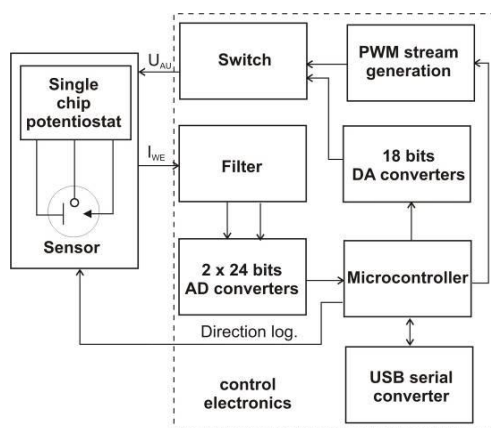 Single
chip
potentiostat
Sensor
U_AU
I_WE
Switch
PWM stream
generation
Filter
18 bits
DA converters
2 x 24 bits
AD converters
Microcontroller
Direction log.
control
electronics
USB serial
converter